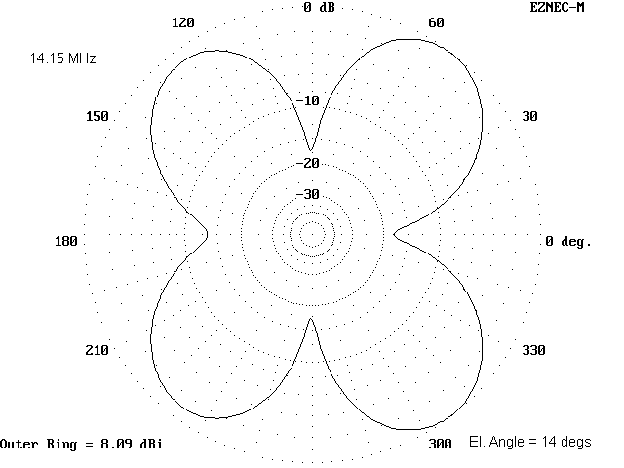 0 dB
EZNEC-M
120
60
14.15 MHz
-10
150
30
-20
-30
180
0 deg.
210
330
Outer Ring = 8.09 dBi
300
El. Angle = 14 degs